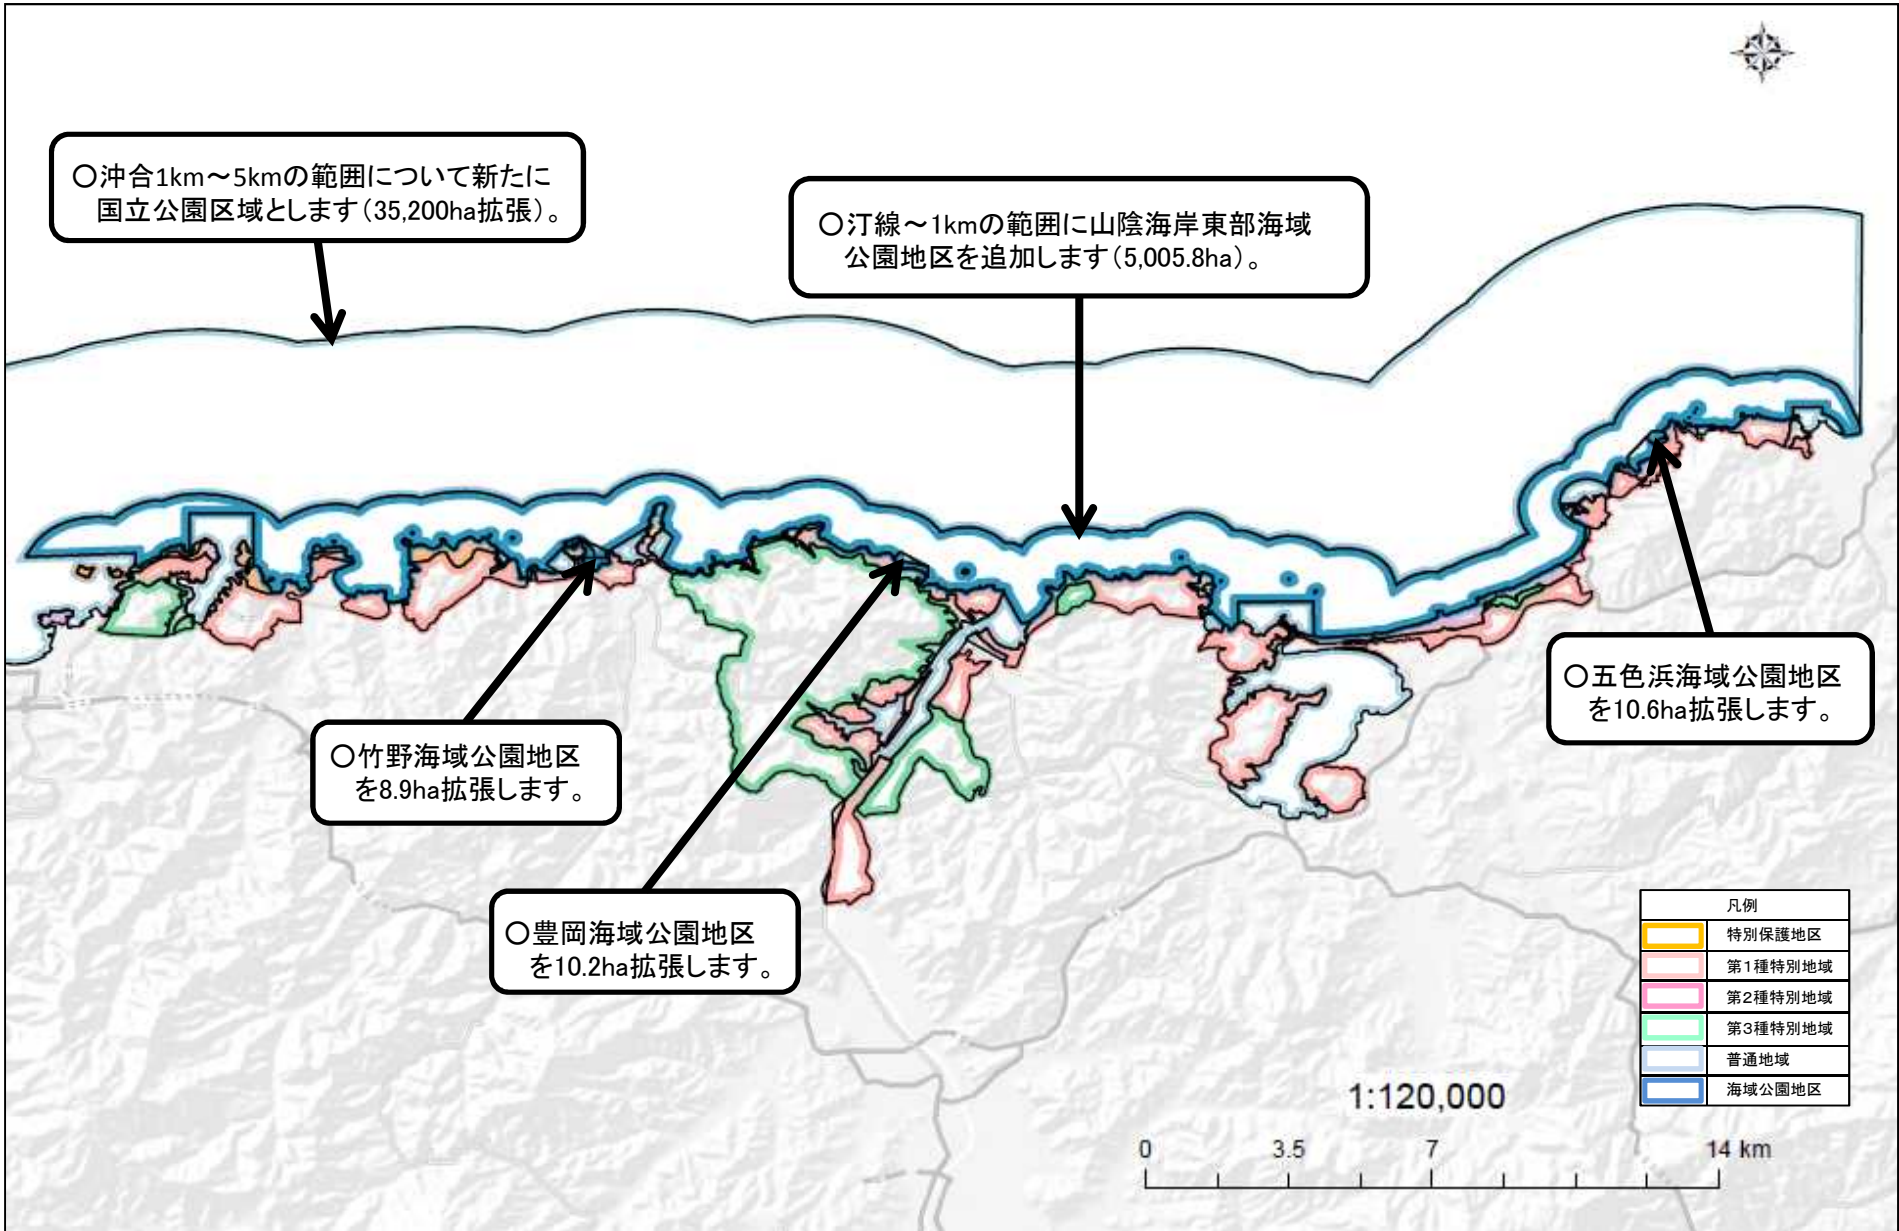 〇沖合1km～5kmの範囲について新たに
国立公園区域とします（35,200ha拡張）。
〇汀線～1kmの範囲に山陰海岸東部海域
公園地区を追加します（5,005.8ha）。
〇竹野海域公園地区
を8.9ha拡張します。
〇豊岡海域公園地区
を10.2ha拡張します。
〇五色浜海域公園地区
を10.6ha拡張します。
凡例
特別保護地区
第1種特別地域
第2種特別地域
第3種特別地域
普通地域
海域公園地区
1:120,000
0 3.5 7 14 km